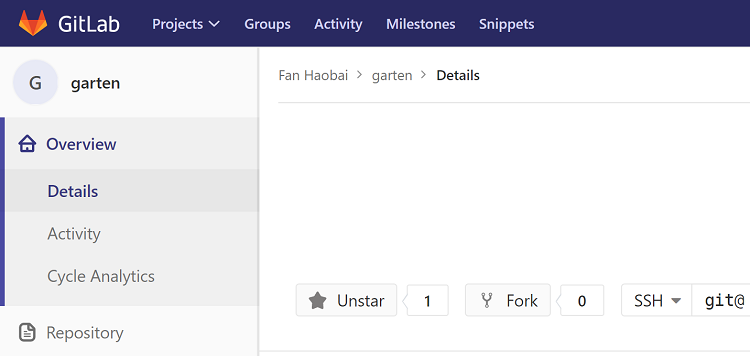 GitLab Projects Groups Activity Milestones Snippets
G garten
Fan Haobai > garten > Details
Overview
Details
Activity
Cycle Analytics
Unstar 1 Fork 0 SSH git@
Repository